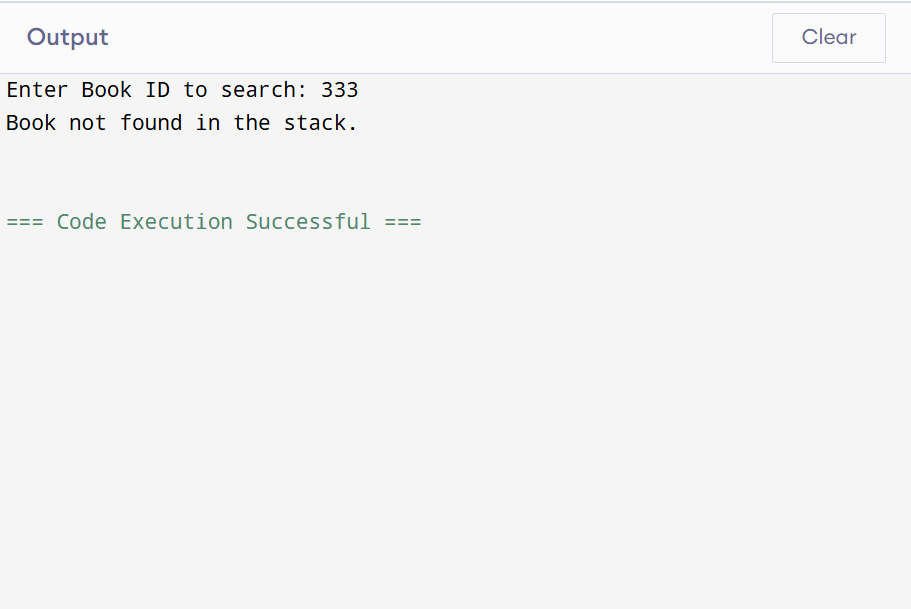 Output
Clear
Enter Book ID to search: 333
Book not found in the stack.
=== Code Execution Successful ===